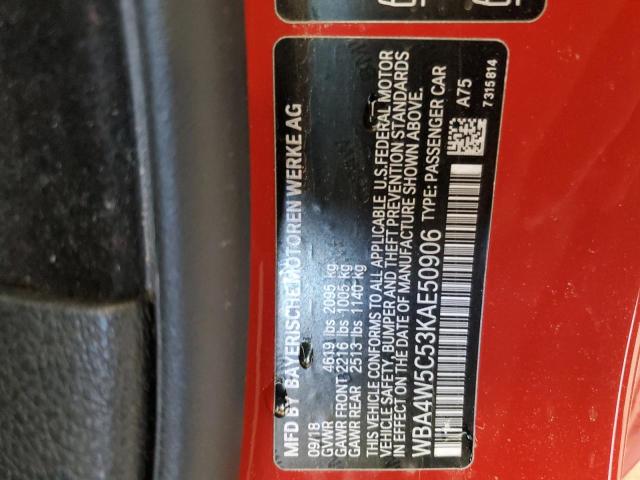 MFD BY BAYERISCHE MOTOREN WERKE AG
09/18
GVWR 4619 lbs 2095 kg
GAWR FRONT 2216 lbs 1005 kg
GAWR REAR 2513 lbs 1140 kg
THIS VEHICLE CONFORMS TO ALL APPLICABLE U.S.FEDERAL MOTOR
VEHICLE SAFETY, BUMPER AND THEFT PREVENTION STANDARDS
IN EFFECT ON THE DATE OF MANUFACTURE SHOWN ABOVE.
WBA4W5C53KAE50906 TYPE: PASSENGER CAR
A75
7315814